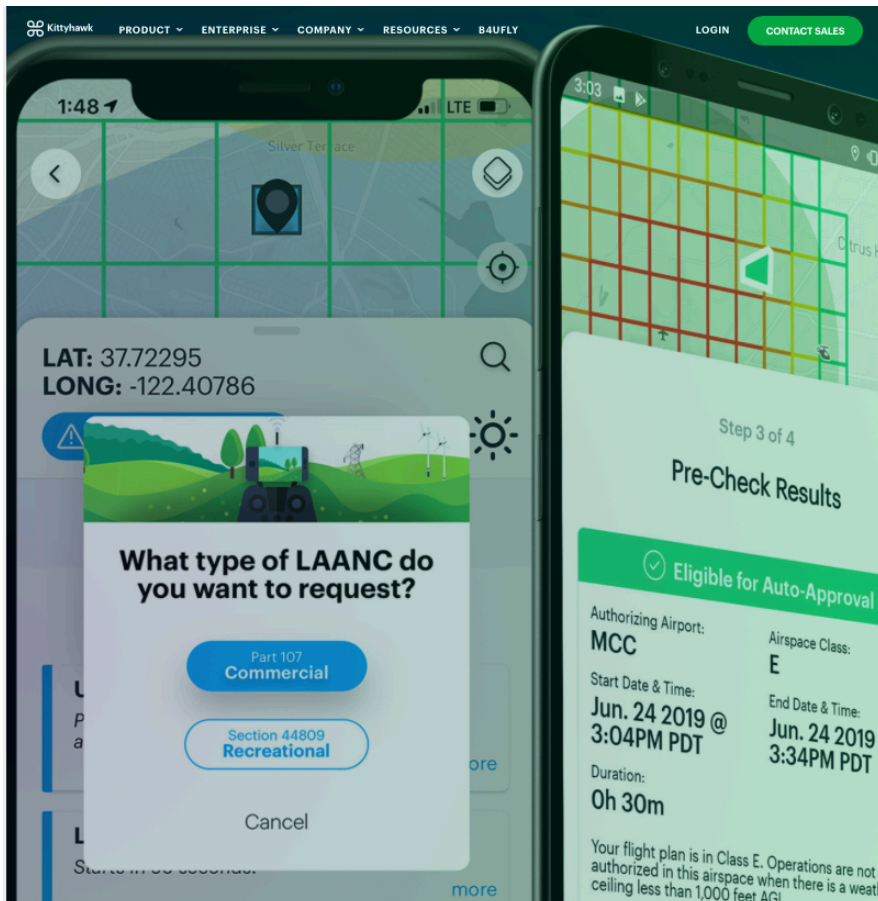 Kittyhawk PRODUCT ENTERPRISE COMPANY RESOURCES B4UFLY LOGIN CONTACT SALES
1:48 LTE
Silver Terrace
LAT: 37.72295
LONG: -122.40786
What type of LAANC do
you want to request?
Part 107
Commercial
Section 44809
Recreational
Cancel
U
P
a
ore
L
Starts in 55 seconds.
more
3:03
Citrus H
Step 3 of 4
Pre-Check Results
Eligible for Auto-Approval
Authorizing Airport:
MCC
Airspace Class:
E
Start Date & Time:
Jun. 24 2019 @
3:04PM PDT
End Date & Time:
Jun. 24 2019
3:34PM PDT
Duration:
0h 30m
Your flight plan is in Class E. Operations are not
authorized in this airspace when there is a weat
ceiling less than 1,000 feet AGL